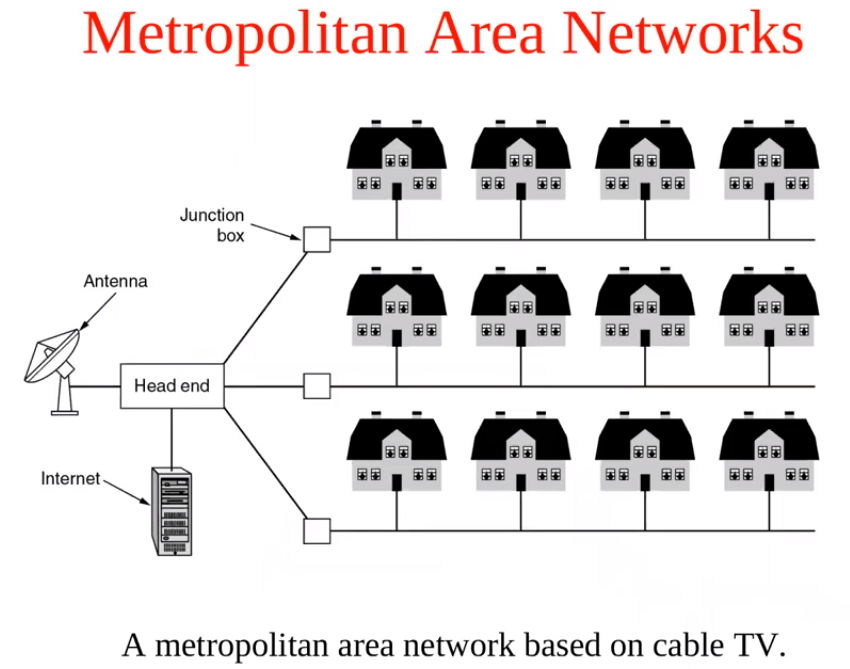 Metropolitan Area Networks
Junction
box
Antenna
Head end
Internet
A metropolitan area network based on cable TV.